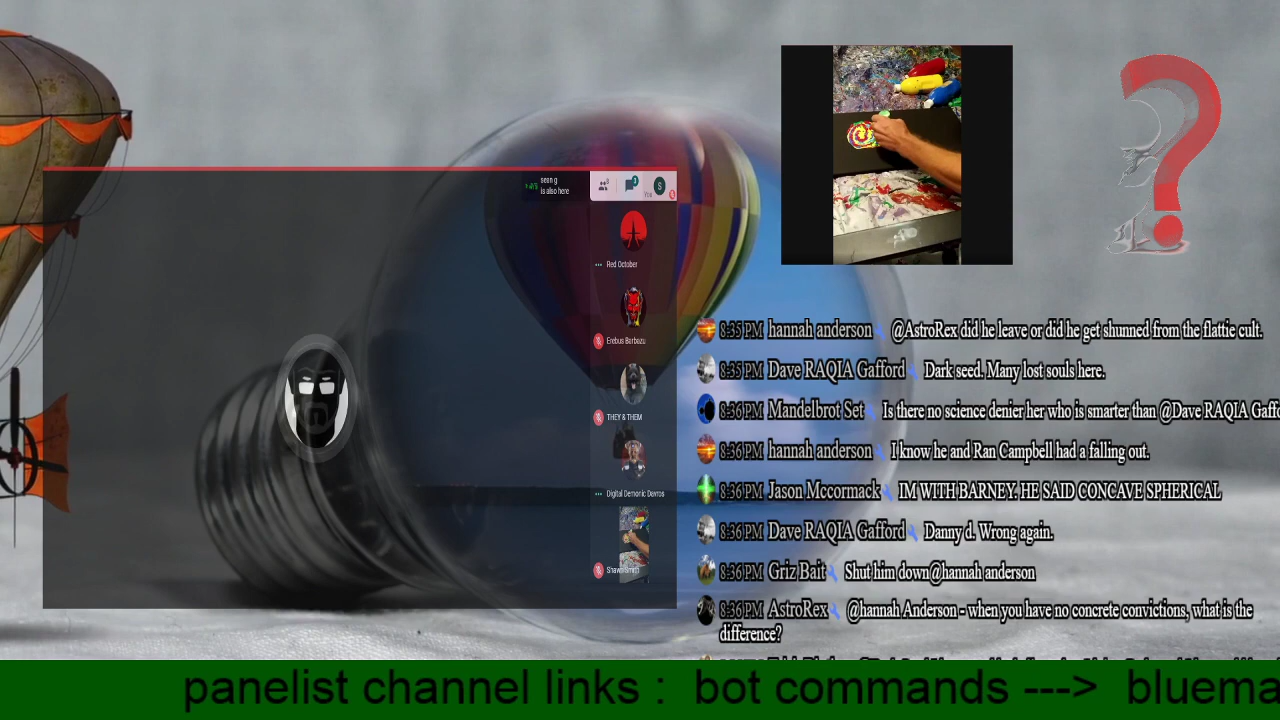 sean g
is also here
You
S
Red October
Erebus Barbezu
THEY & THEM
Digital Demonic Devros
Shawn Smith
8:35 PM hannah anderson @AstroRex did he leave or did he get shunned from the flattie cult.
8:35 PM Dave RAQIA Gafford Dark seed. Many lost souls here.
8:36 PM Mandelbrot Set Is there no science denier her who is smarter than @Dave RAQIA Gaffo
8:36 PM hannah anderson I know he and Ran Campbell had a falling out.
8:36 PM Jason Mccormack IM WITH BARNEY. HE SAID CONCAVE SPHERICAL
8:36 PM Dave RAQIA Gafford Danny d. Wrong again.
8:36 PM Griz Bait Shut him down@hannah anderson
8:36 PM AstroRex @hannah Anderson - when you have no concrete convictions, what is the
difference?
panelist channel links : bot commands ---> bluema